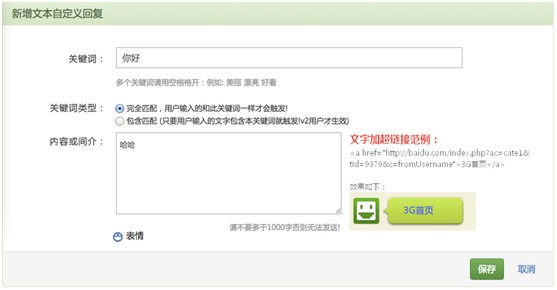 新增文本自定义回复
关键词： 你好
多个关键词请用空格格开：例如: 美丽 漂亮 好看
关键词类型： 完全匹配，用户输入的和此关键词一样才会触发!
包含匹配 (只要用户输入的文字包含本关键词就触发!v2用户才生效)
内容或间介： 哈哈
文字加超链接范例：
<a href="http://baidu.com/index.php?ac=cate1&
tid=9379&c=fromUsername">3G首页</a>
效果如下：
3G首页
请不要多于1000字否则无法发送!
表情
保存 取消